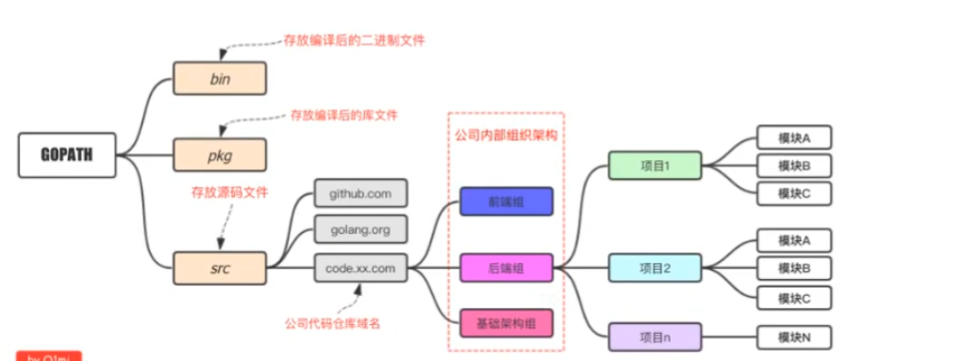 存放编译后的二进制文件
bin
存放编译后的库文件
GOPATH
pkg
存放源码文件
src
github.com
golang.org
code.xx.com
公司代码仓库域名
公司内部组织架构
前端组
后端组
基础架构组
项目1
模块A
模块B
模块C
项目2
模块A
模块B
模块C
项目n
模块N
by Q1mi